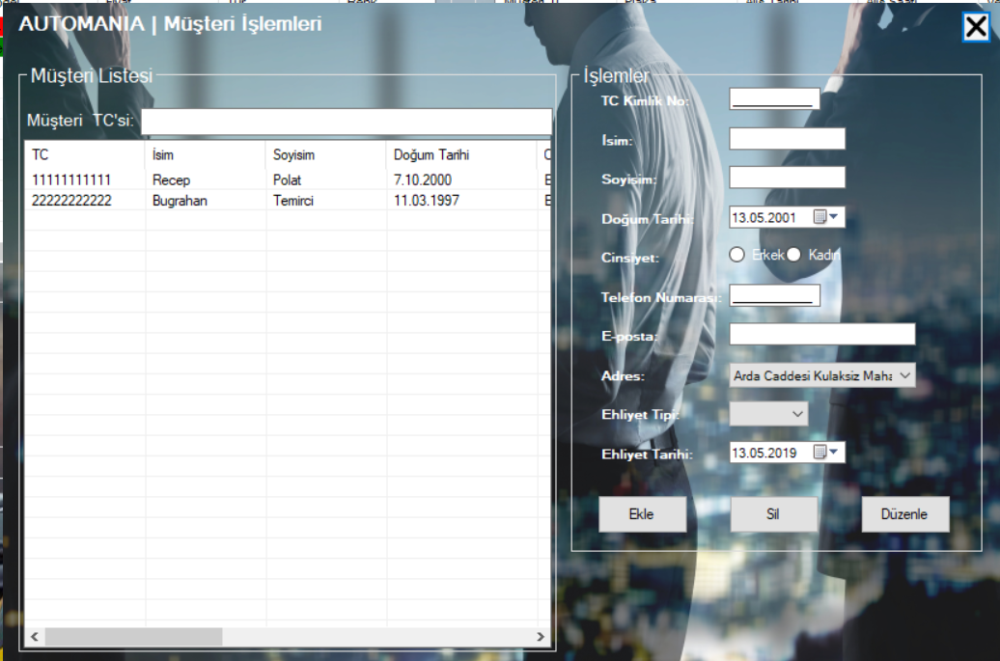 AUTOMANIA | Müşteri İşlemleri
Müşteri Listesi
Müşteri TC'si:
TC İsim Soyisim Doğum Tarihi
11111111111 Recep Polat 7.10.2000 E
22222222222 Bugrahan Temirci 11.03.1997 E
İşlemler
TC Kimlik No:
İsim:
Soyisim:
Doğum Tarihi: 13.05.2001
Cinsiyet: Erkek Kadın
Telefon Numarası:
E-posta:
Adres: Arda Caddesi Kulaksiz Maha
Ehliyet Tipi:
Ehliyet Tarihi: 13.05.2019
Ekle Sil Düzenle